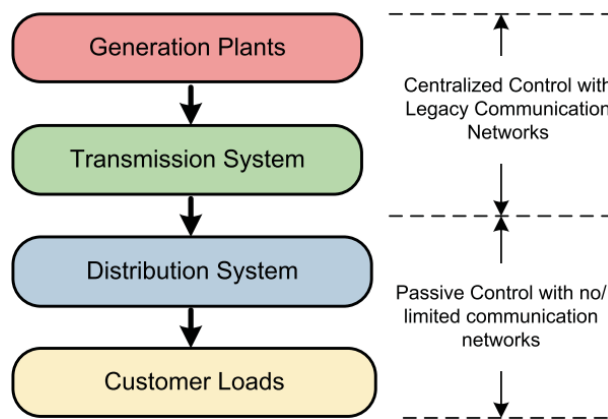 Generation Plants
Transmission System
Distribution System
Customer Loads
Centralized Control with
Legacy Communication
Networks
Passive Control with no/
limited communication
networks